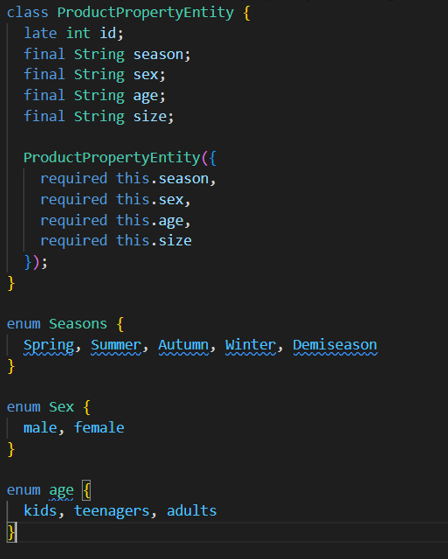 class ProductPropertyEntity {
  late int id;
  final String season;
  final String sex;
  final String age;
  final String size;

  ProductPropertyEntity({
    required this.season,
    required this.sex,
    required this.age,
    required this.size
  });
}

enum Seasons {
  Spring, Summer, Autumn, Winter, Demiseason
}

enum Sex {
  male, female
}

enum age {
  kids, teenagers, adults
}